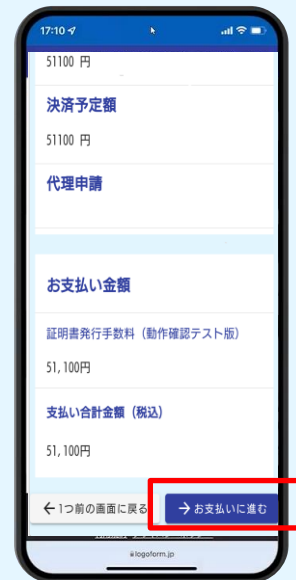 17:10
51100 円
決済予定額
51100 円
代理申請
お支払い金額
証明書発行手数料（動作確認テスト版）
51,100円
支払い合計金額（税込）
51,100円
←1つ前の画面に戻る
→お支払いに進む
logoform.jp